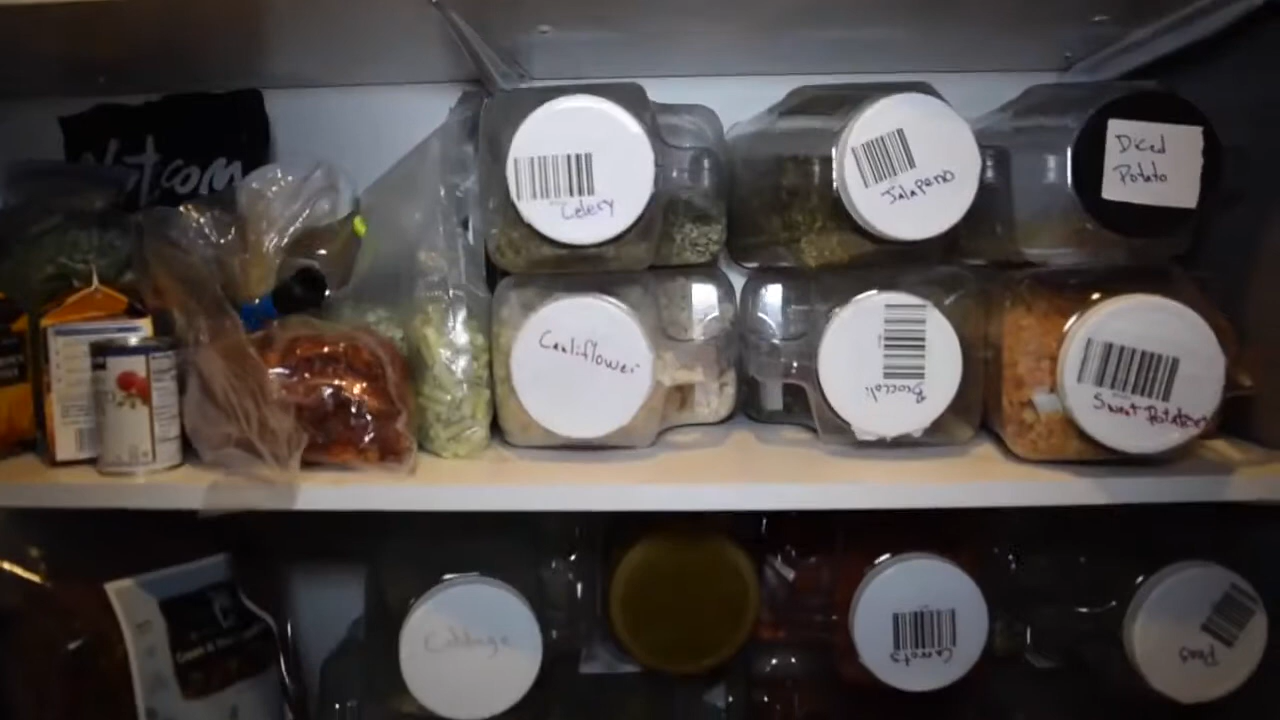 Celery
Jalapeno
Diced
Potato
Cauliflower
Broccoli
Sweet Potatoes
Cabbage
Carrots
Peas